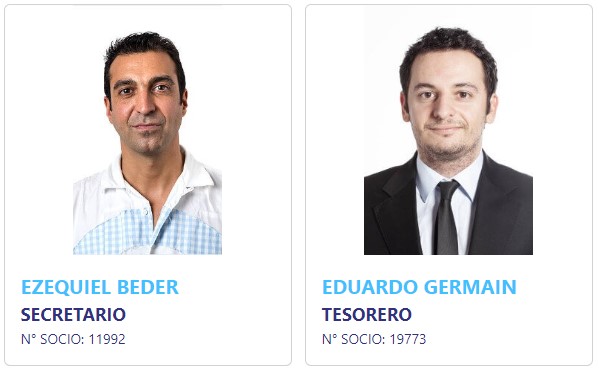 EZEQUIEL BEDER
SECRETARIO
N° SOCIO: 11992
EDUARDO GERMAIN
TESORERO
N° SOCIO: 19773